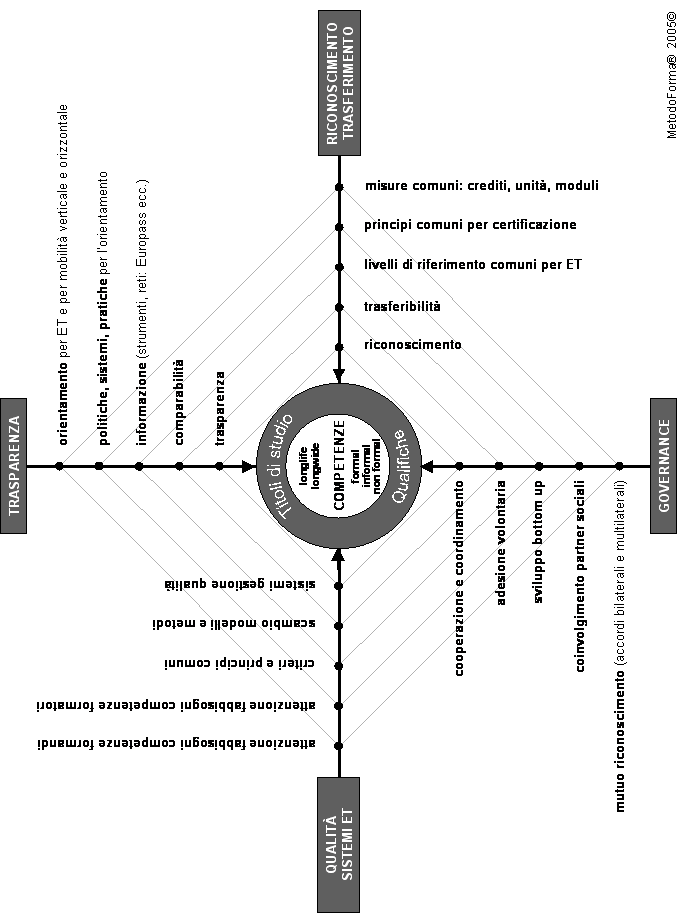 MetodoForma® 2005©
RICONOSCIMENTO
TRASFERIMENTO
misure comuni: crediti, unità, moduli
principi comuni per certificazione
livelli di riferimento comuni per ET
trasferibilità
riconoscimento
TRASPARENZA
orientamento per ET e per mobilità verticale e orizzontale
politiche, sistemi, pratiche per l'orientamento
informazione (strumenti, reti: Europass ecc.)
comparabilità
trasparenza
Titoli di studio
longlife
longwide
COMPETENZE
formal
informal
non formal
Qualifiche
GOVERNANCE
cooperazione e coordinamento
adesione volontaria
sviluppo bottom up
coinvolgimento partner sociali
mutuo riconoscimento (accordi bilaterali e multilaterali)
sistemi gestione qualità
scambio modelli e metodi
criteri e principi comuni
attenzione fabbisogni competenze formatori
attenzione fabbisogni competenze formandi
QUALITÀ
SISTEMI ET